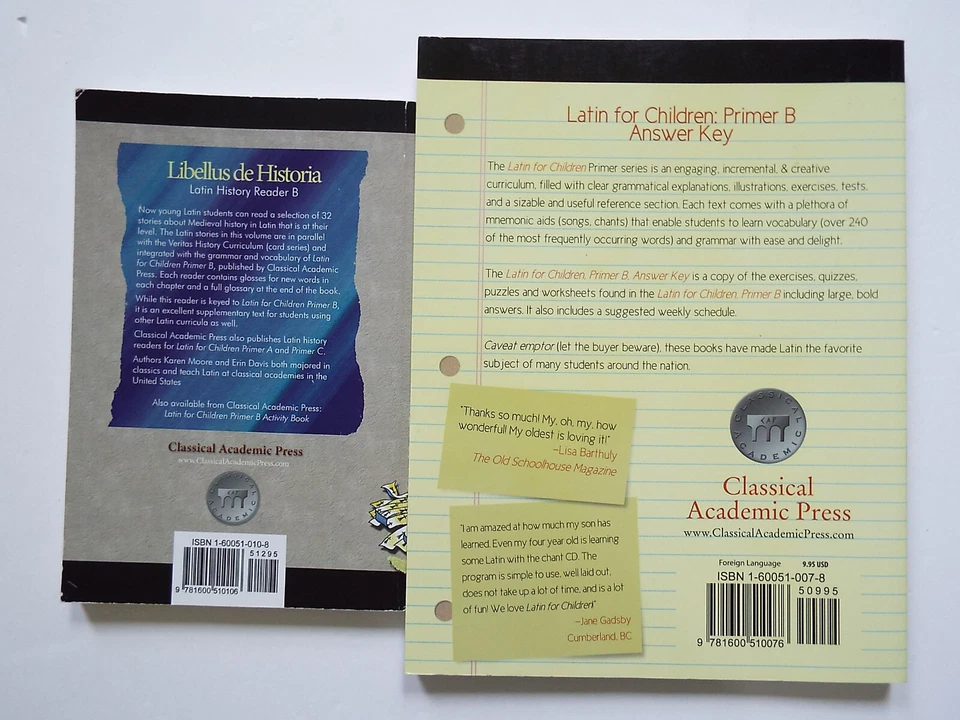 Libellus de Historia
Latin History Reader B
Now young Latin students can read a selection of 32
stories about Medieval history in Latin that is at their
level. The Latin stories in this volume are in parallel
with the Veritas History Curriculum (card series) and
integrated with the grammar and vocabulary of Latin
for Children Primer B, published by Classical Academic
Press. Each reader contains glosses for new words in
each chapter and a full glossary at the end of the book.
While this reader is keyed to Latin for Children Primer B,
it is an excellent supplementary text for students using
other Latin curricula as well.
Classical Academic Press also publishes Latin history
readers for Latin for Children Primer A and Primer C.
Authors Karen Moore and Erin Davis both majored in
classics and teach Latin at classical academies in the
United States
Also available from Classical Academic Press:
Latin for Children Primer B Activity Book
Classical Academic Press
www.ClassicalAcademicPress.com
CLASSICAL
CAP
ACADEMIC
ISBN 1-60051-010-8
51295
9 781600 510106
Latin for Children: Primer B
Answer Key
The Latin for Children Primer series is an engaging, incremental, & creative
curriculum, filled with clear grammatical explanations, illustrations, exercises, tests,
and a sizable and useful reference section. Each text comes with a plethora of
mnemonic aids (songs, chants) that enable students to learn vocabulary (over 240
of the most frequently occurring words) and grammar with ease and delight.
The Latin for Children, Primer B, Answer Key is a copy of the exercises, quizzes,
puzzles and worksheets found in the Latin for Children, Primer B including large, bold
answers. It also includes a suggested weekly schedule.
Caveat emptor (let the buyer beware), these books have made Latin the favorite
subject of many students around the nation.
"Thanks so much! My, oh, my, how
wonderful! My oldest is loving it!"
-Lisa Barthuly
The Old Schoolhouse Magazine
"I am amazed at how much my son has
learned. Even my four year old is learning
some Latin with the chant CD. The
program is simple to use, well laid out,
does not take up a lot of time, and is a lot
of fun! We love Latin for Children!"
-Jane Gadsby
Cumberland, BC
CLASSICAL
CAP
ACADEMIC
Classical
Academic Press
www.ClassicalAcademicPress.com
Foreign Language 9.95 USD
ISBN 1-60051-007-8
50995
9 781600 510076